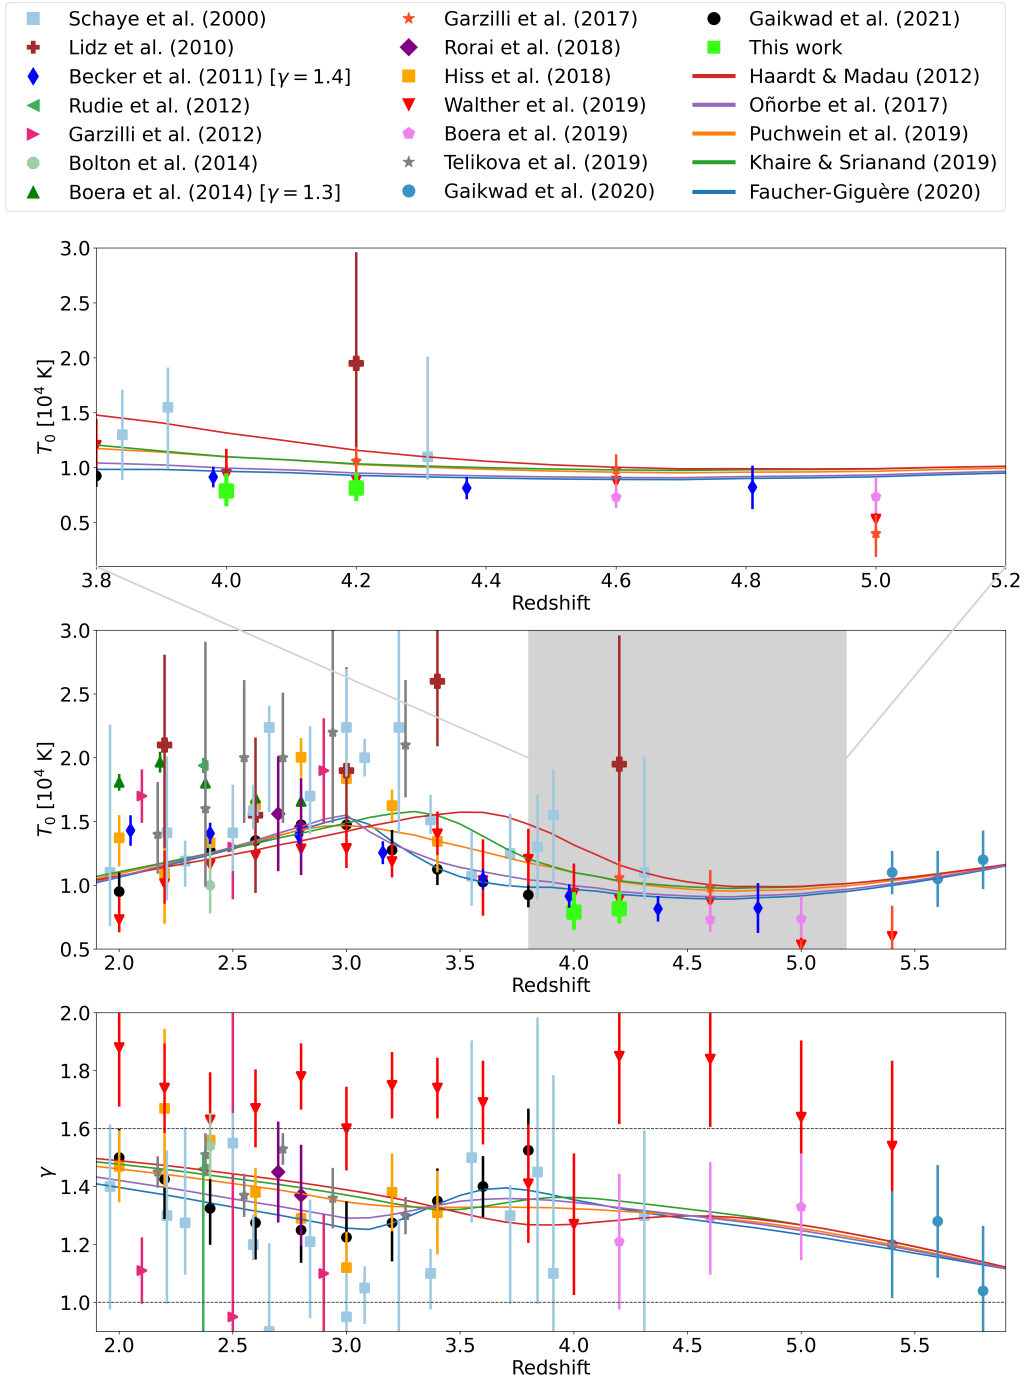 Schaye et al. (2000)
Lidz et al. (2010)
Becker et al. (2011) [γ = 1.4]
Rudie et al. (2012)
Garzilli et al. (2012)
Bolton et al. (2014)
Boera et al. (2014) [γ = 1.3]
Garzilli et al. (2017)
Rorai et al. (2018)
Hiss et al. (2018)
Walther et al. (2019)
Boera et al. (2019)
Telikova et al. (2019)
Gaikwad et al. (2020)
Gaikwad et al. (2021)
This work
Haardt & Madau (2012)
Oñorbe et al. (2017)
Puchwein et al. (2019)
Khaire & Srianand (2019)
Faucher-Giguère (2020)
T₀ [10⁴ K]
3.0
2.5
2.0
1.5
1.0
0.5
3.8 4.0 4.2 4.4 4.6 4.8 5.0 5.2
Redshift
T₀ [10⁴ K]
3.0
2.5
2.0
1.5
1.0
0.5
2.0 2.5 3.0 3.5 4.0 4.5 5.0 5.5
Redshift
γ
2.0
1.8
1.6
1.4
1.2
1.0
2.0 2.5 3.0 3.5 4.0 4.5 5.0 5.5
Redshift